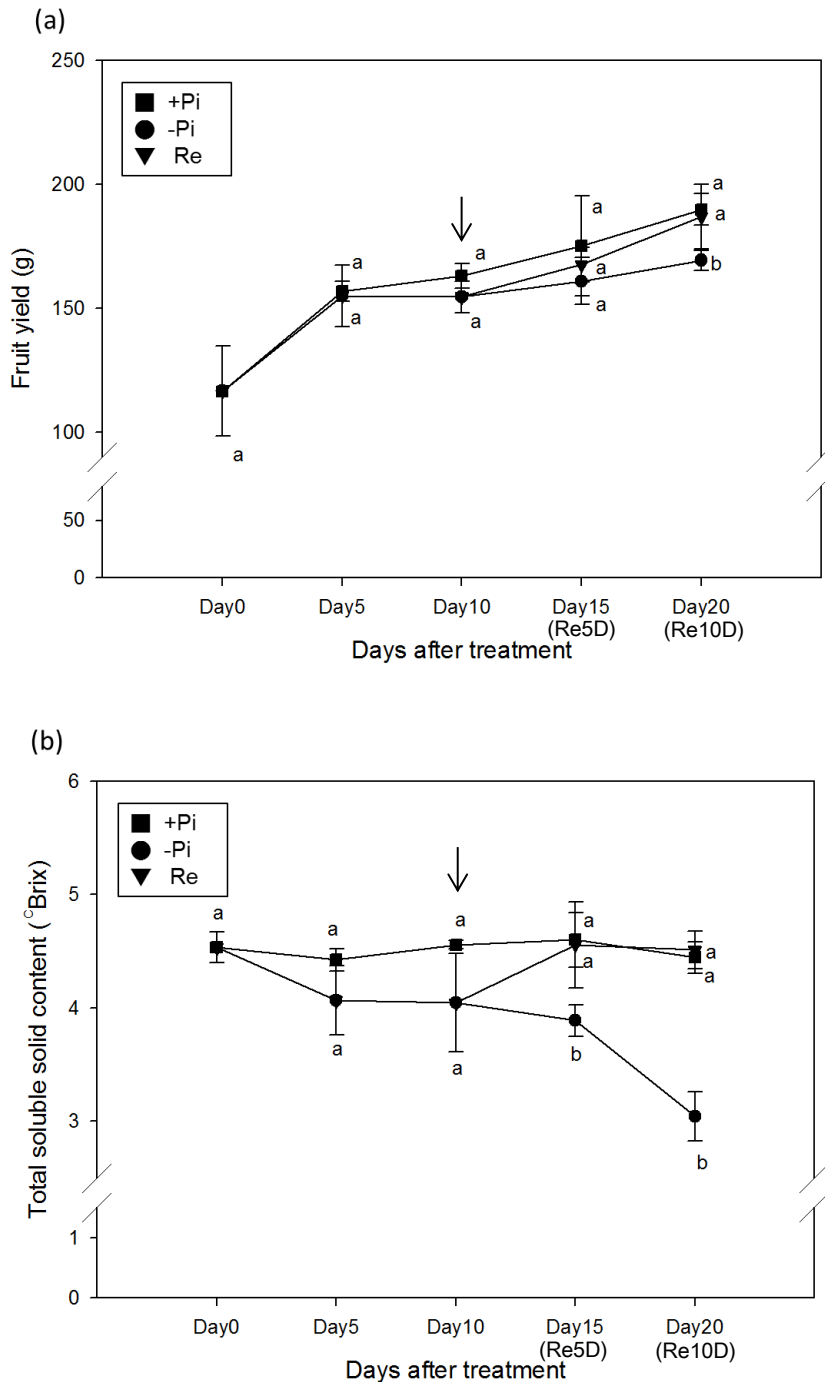 (a)
250
+Pi
-Pi
Re
200
a
a
a
a
a
a
b
150
a
a
a
Fruit yield (g)
100
a
50
0
Day0 Day5 Day10 Day15 Day20
(Re5D) (Re10D)
Days after treatment
(b)
6
+Pi
-Pi
Re
5
a
a
a
a
a
a
a
4
a
a
b
Total soluble solid content (°CBrix)
3
b
1
0
Day0 Day5 Day10 Day15 Day20
(Re5D) (Re10D)
Days after treatment